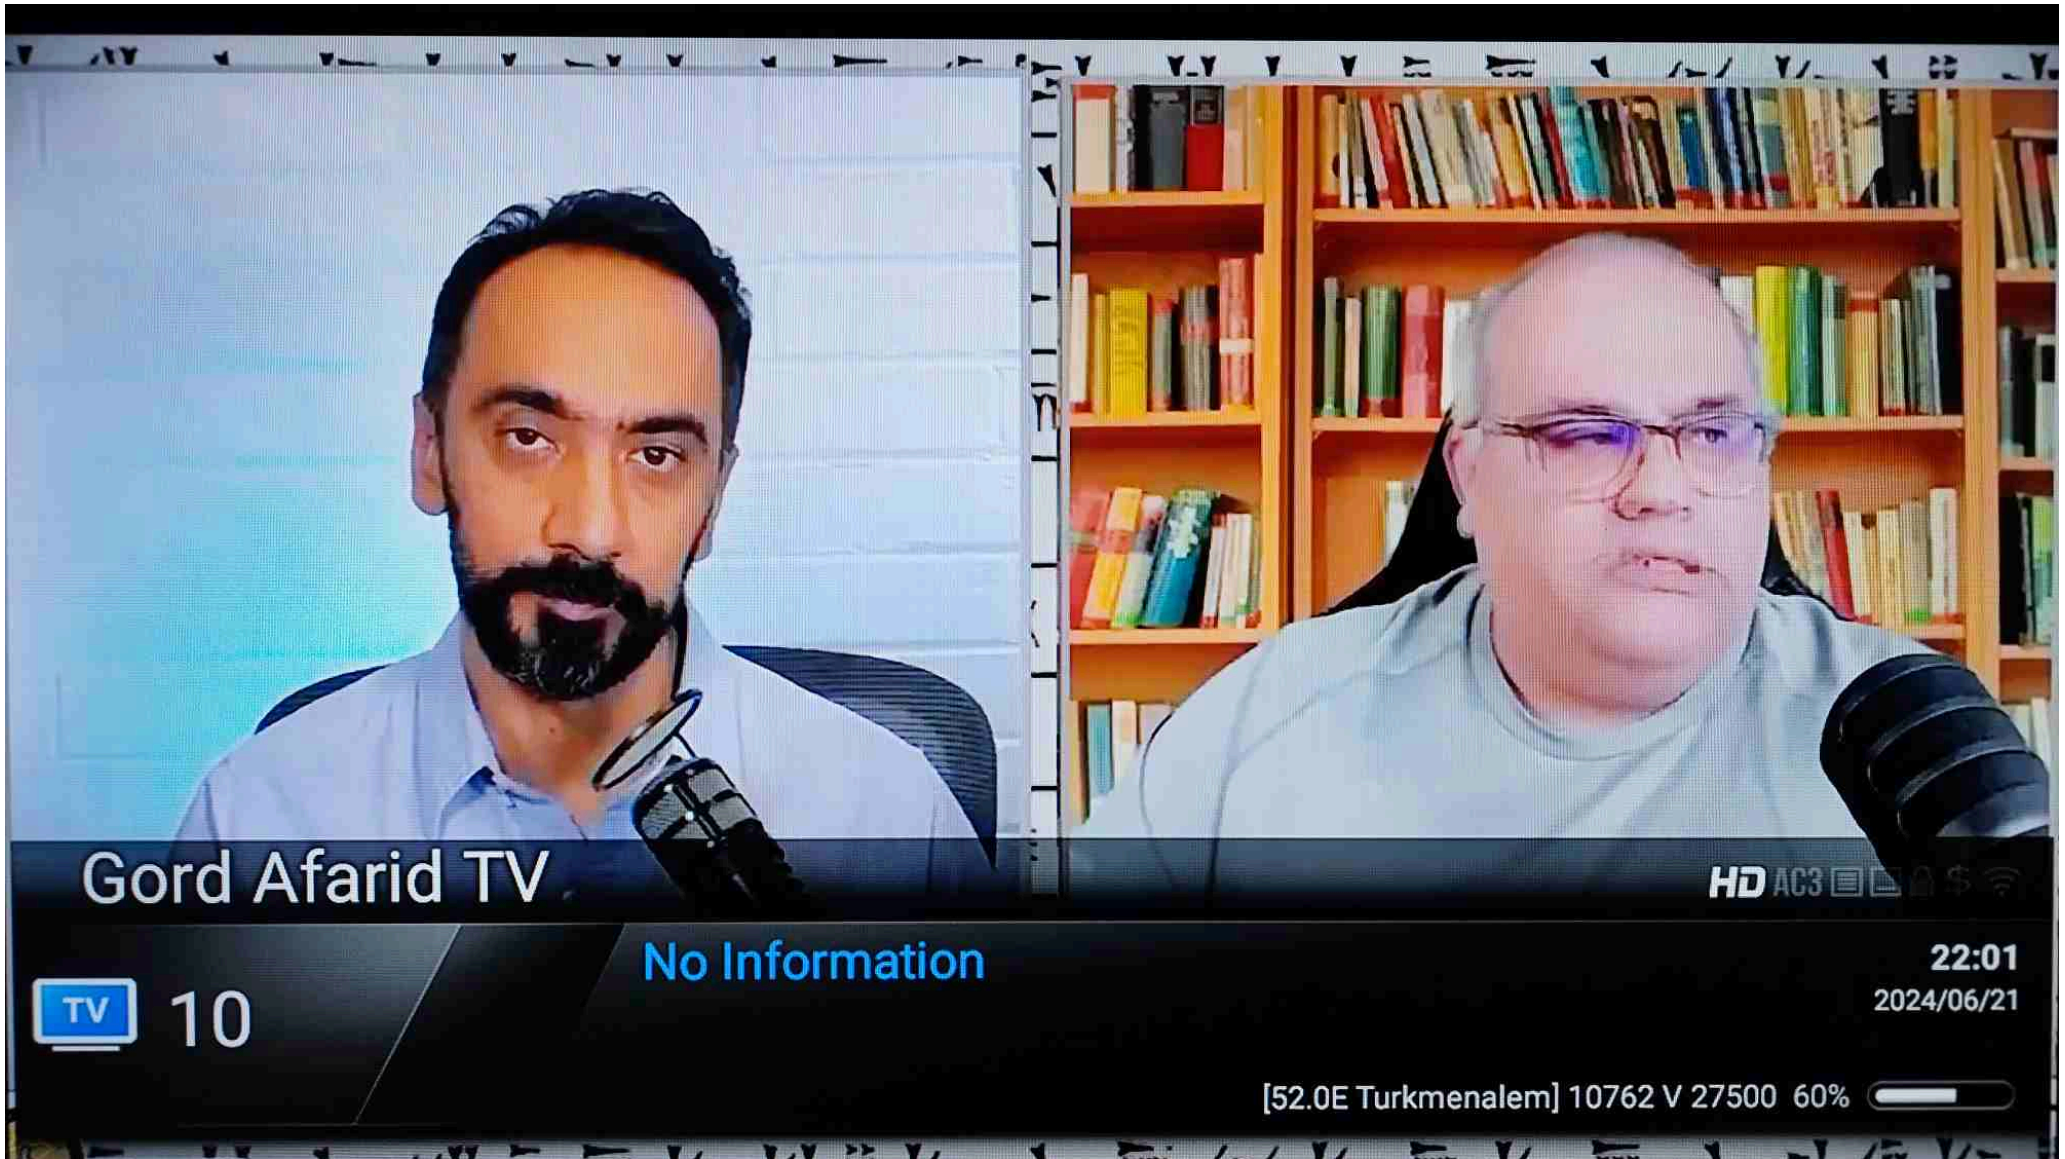 Gord Afarid TV
HD AC3 $
TV 10
No Information
22:01
2024/06/21
[52.0E Turkmenalem] 10762 V 27500 60%